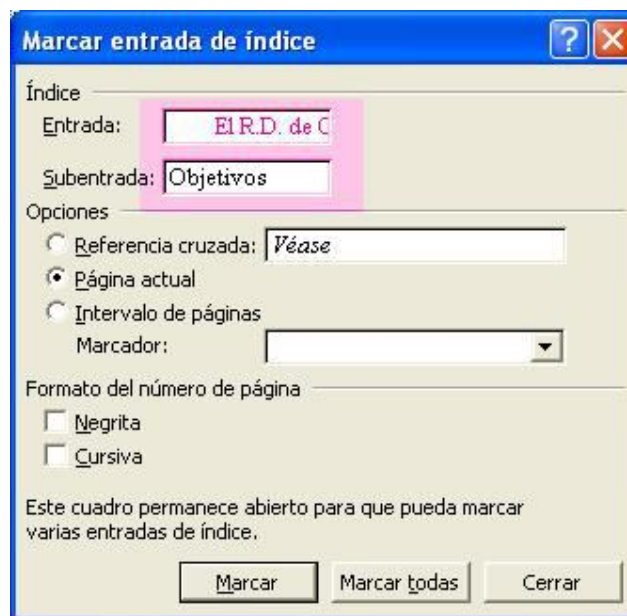 Marcar entrada de índice
Índice
Entrada: El R.D. de C
Subentrada: Objetivos
Opciones
Referencia cruzada: Véase
Página actual
Intervalo de páginas
Marcador:
Formato del número de página
Negrita
Cursiva
Este cuadro permanece abierto para que pueda marcar
varias entradas de índice.
Marcar Marcar todas Cerrar